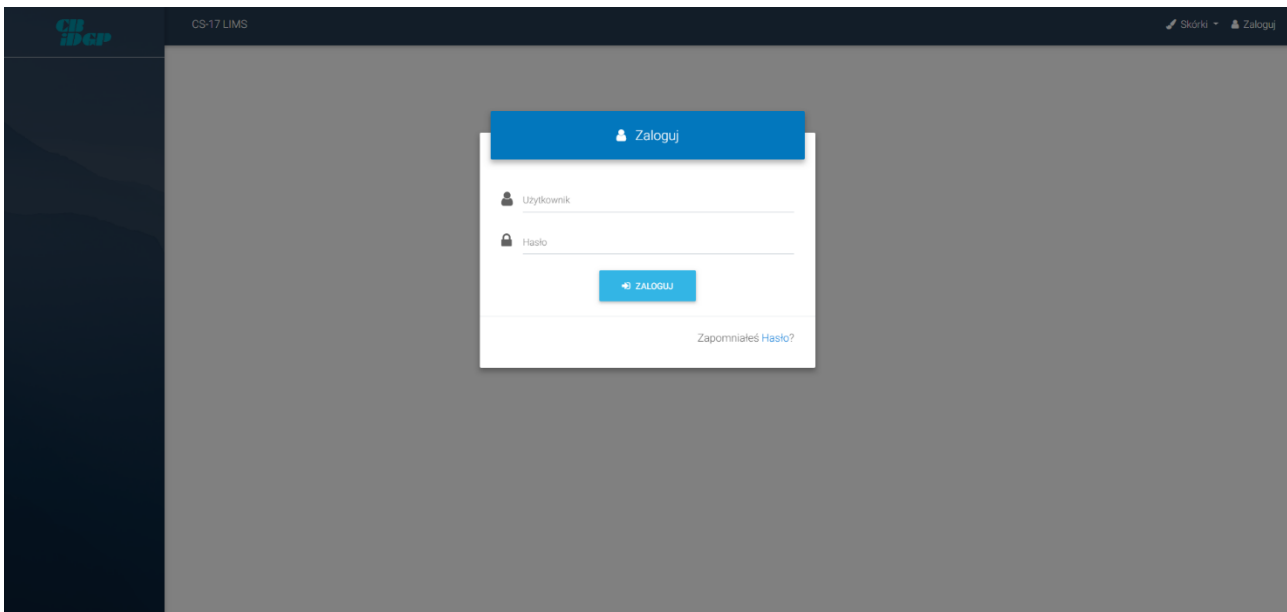 CB
iDGP
CS-17 LIMS
Skórki
Zaloguj
Zaloguj
Użytkownik
Hasło
ZALOGUJ
Zapomniałeś Hasło?